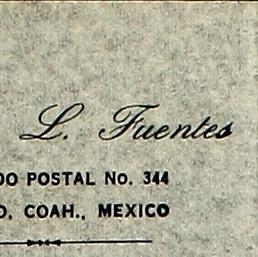 L. Fuentes
DO POSTAL No. 344
O, COAH., MEXICO